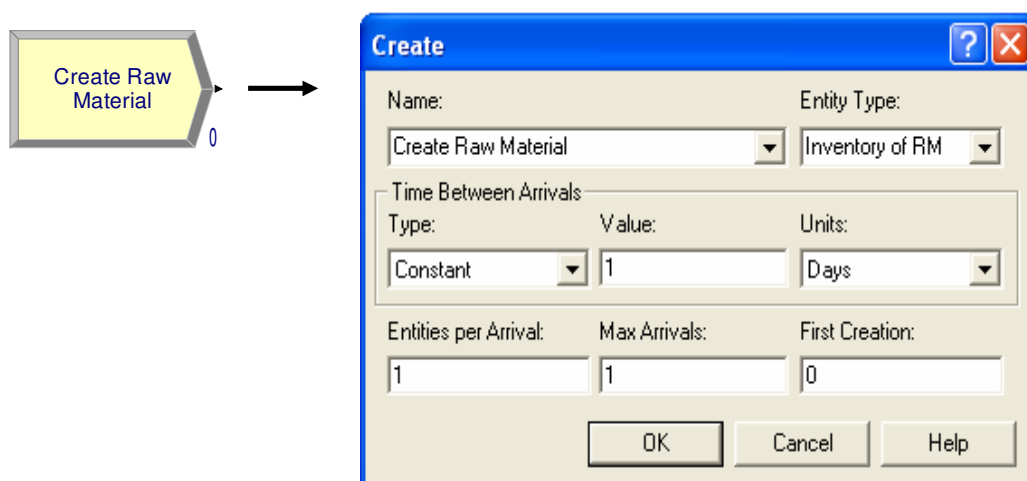 Create Raw
Material
0
Create
Name:
Entity Type:
Create Raw Material
Inventory of RM
Time Between Arrivals
Type:
Value:
Units:
Constant
1
Days
Entities per Arrival:
Max Arrivals:
First Creation:
1
1
0
OK
Cancel
Help